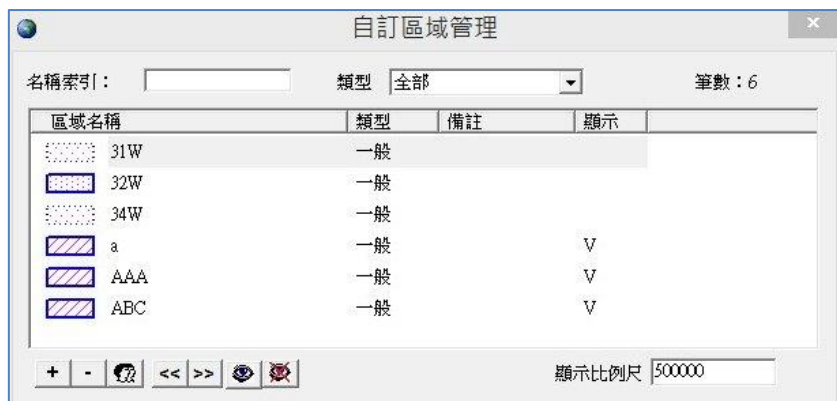 自訂區域管理
名稱索引： 類型 全部 筆數：6
區域名稱 類型 備註 顯示
31W 一般
32W 一般
34W 一般
a 一般 V
AAA 一般 V
ABC 一般 V
+ - << >> 顯示比例尺 500000